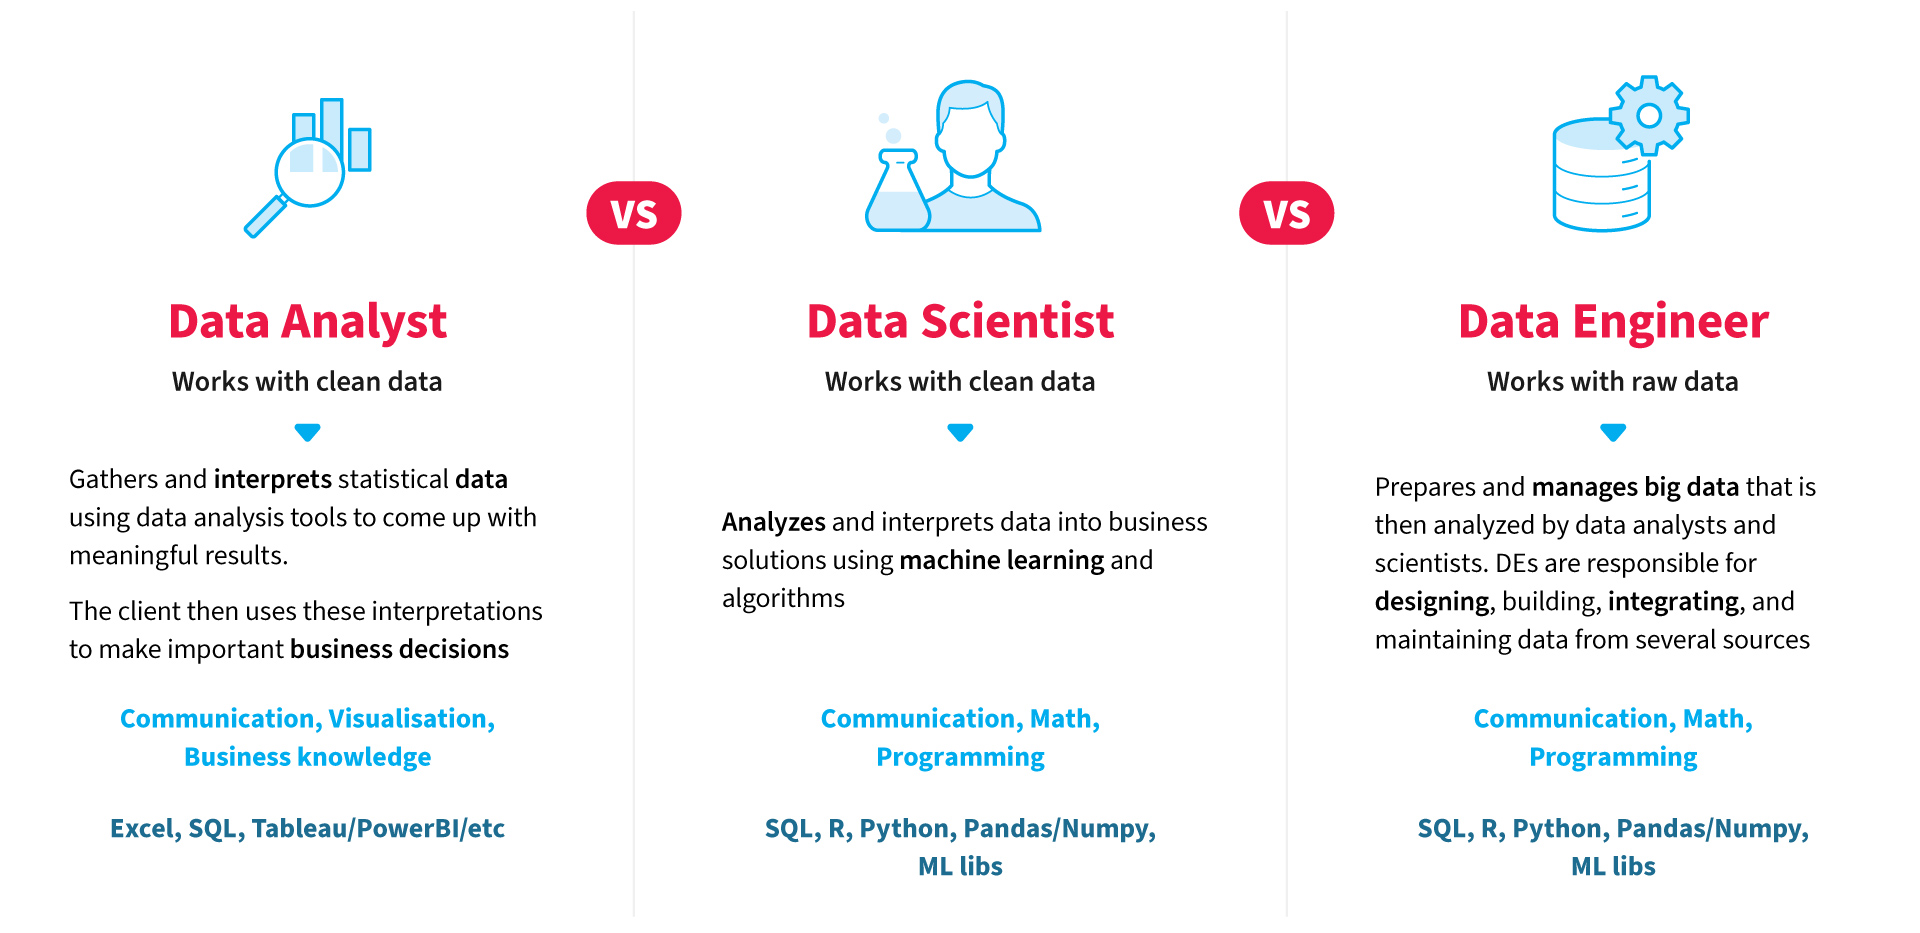 VS
VS
Data Analyst
Works with clean data
Gathers and interprets statistical data
using data analysis tools to come up with
meaningful results.
The client then uses these interpretations
to make important business decisions
Communication, Visualisation,
Business knowledge
Excel, SQL, Tableau/PowerBI/etc
Data Scientist
Works with clean data
Analyzes and interprets data into business
solutions using machine learning and
algorithms
Communication, Math,
Programming
SQL, R, Python, Pandas/Numpy,
ML libs
Data Engineer
Works with raw data
Prepares and manages big data that is
then analyzed by data analysts and
scientists. DEs are responsible for
designing, building, integrating, and
maintaining data from several sources
Communication, Math,
Programming
SQL, R, Python, Pandas/Numpy,
ML libs